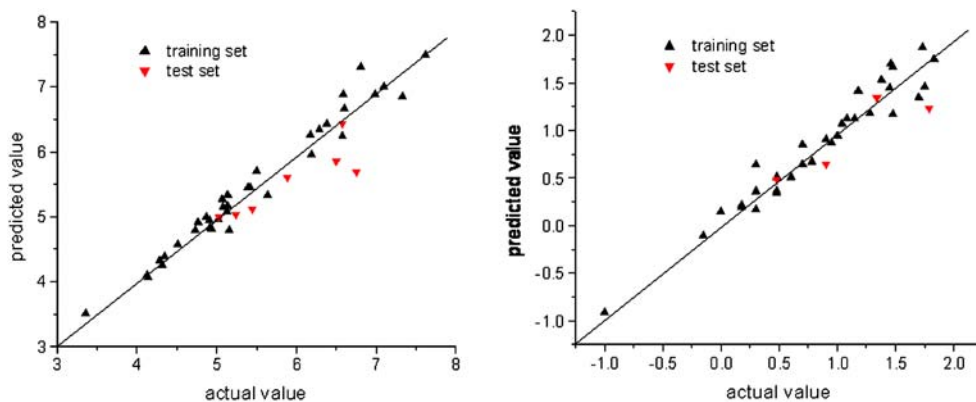 8
7
6
5
4
3
3 4 5 6 7 8
predicted value
actual value
training set
test set
2.0
1.5
1.0
0.5
0.0
-0.5
-1.0
-1.0 -0.5 0.0 0.5 1.0 1.5 2.0
predicted value
actual value
training set
test set